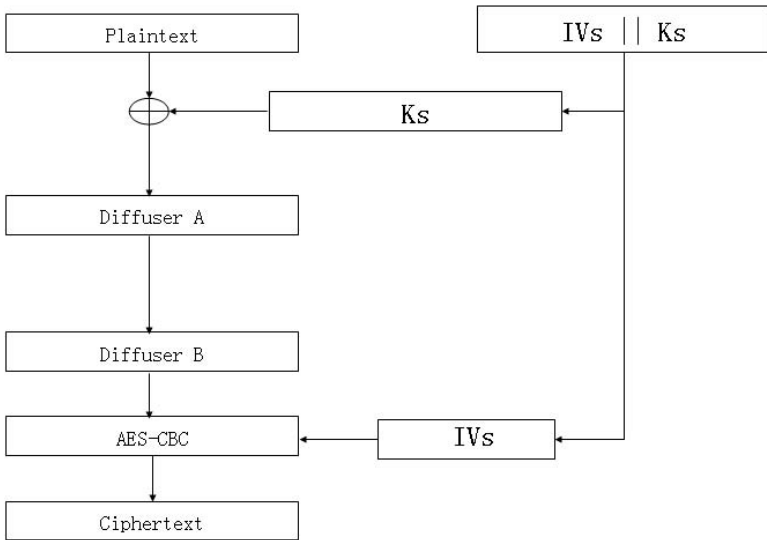 Plaintext
IVs || Ks
Ks
Diffuser A
Diffuser B
AES-CBC
IVs
Ciphertext